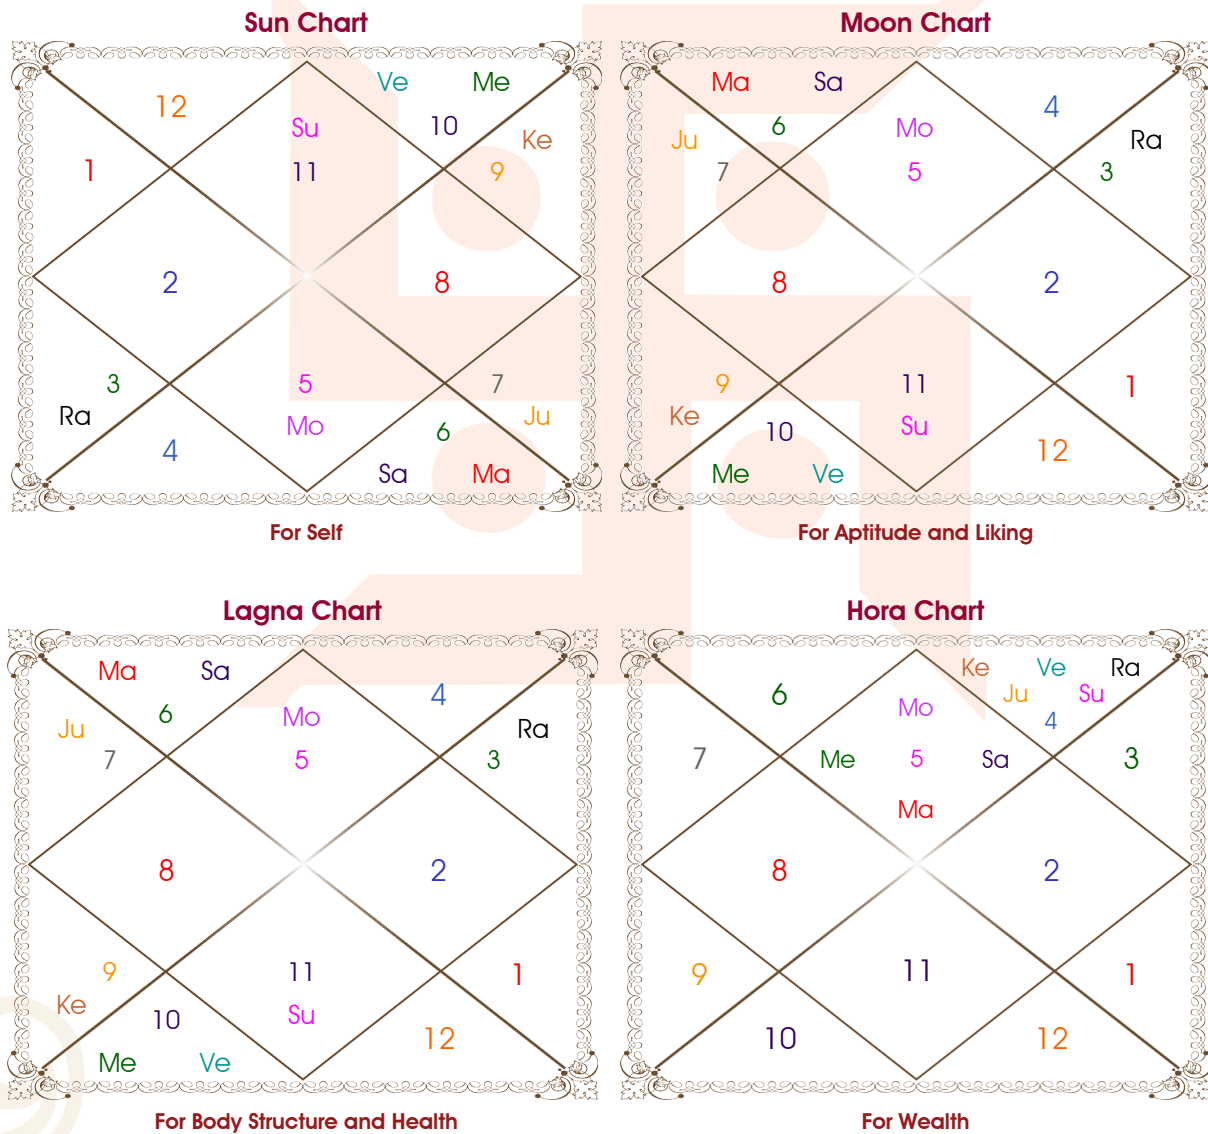 Sun Chart
Ve Me
12
Su 10
Ke
1 11 9
2 8
3 5 7
Ra Mo Ju
4 6
Sa Ma
For Self
Moon Chart
Ma Sa
4
6 Mo
Ju Ra
7 5 3
8 2
9 11 1
Ke Su
10 12
Me Ve
For Aptitude and Liking
Lagna Chart
Ma Sa
4
6 Mo
Ju Ra
7 5 3
8 2
9 11 1
Ke Su
10 12
Me Ve
For Body Structure and Health
Hora Chart
Ke Ve Ra
6 Ju Su
Mo 4
7 Me 5 Sa 3
Ma
8 2
9 11 1
10 12
For Wealth